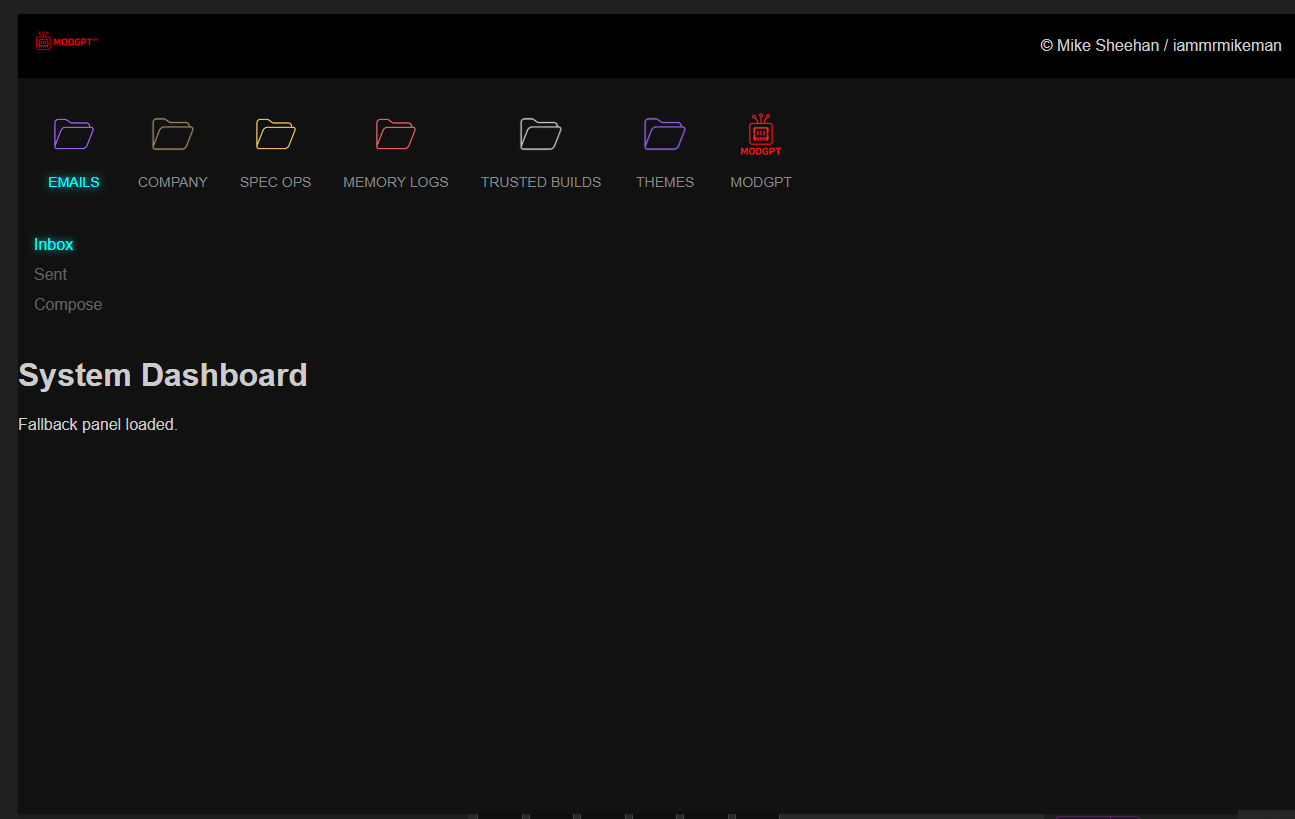 MODGPT™
© Mike Sheehan / iammrmikeman
MODGPT
EMAILS COMPANY SPEC OPS MEMORY LOGS TRUSTED BUILDS THEMES MODGPT
Inbox
Sent
Compose
System Dashboard
Fallback panel loaded.